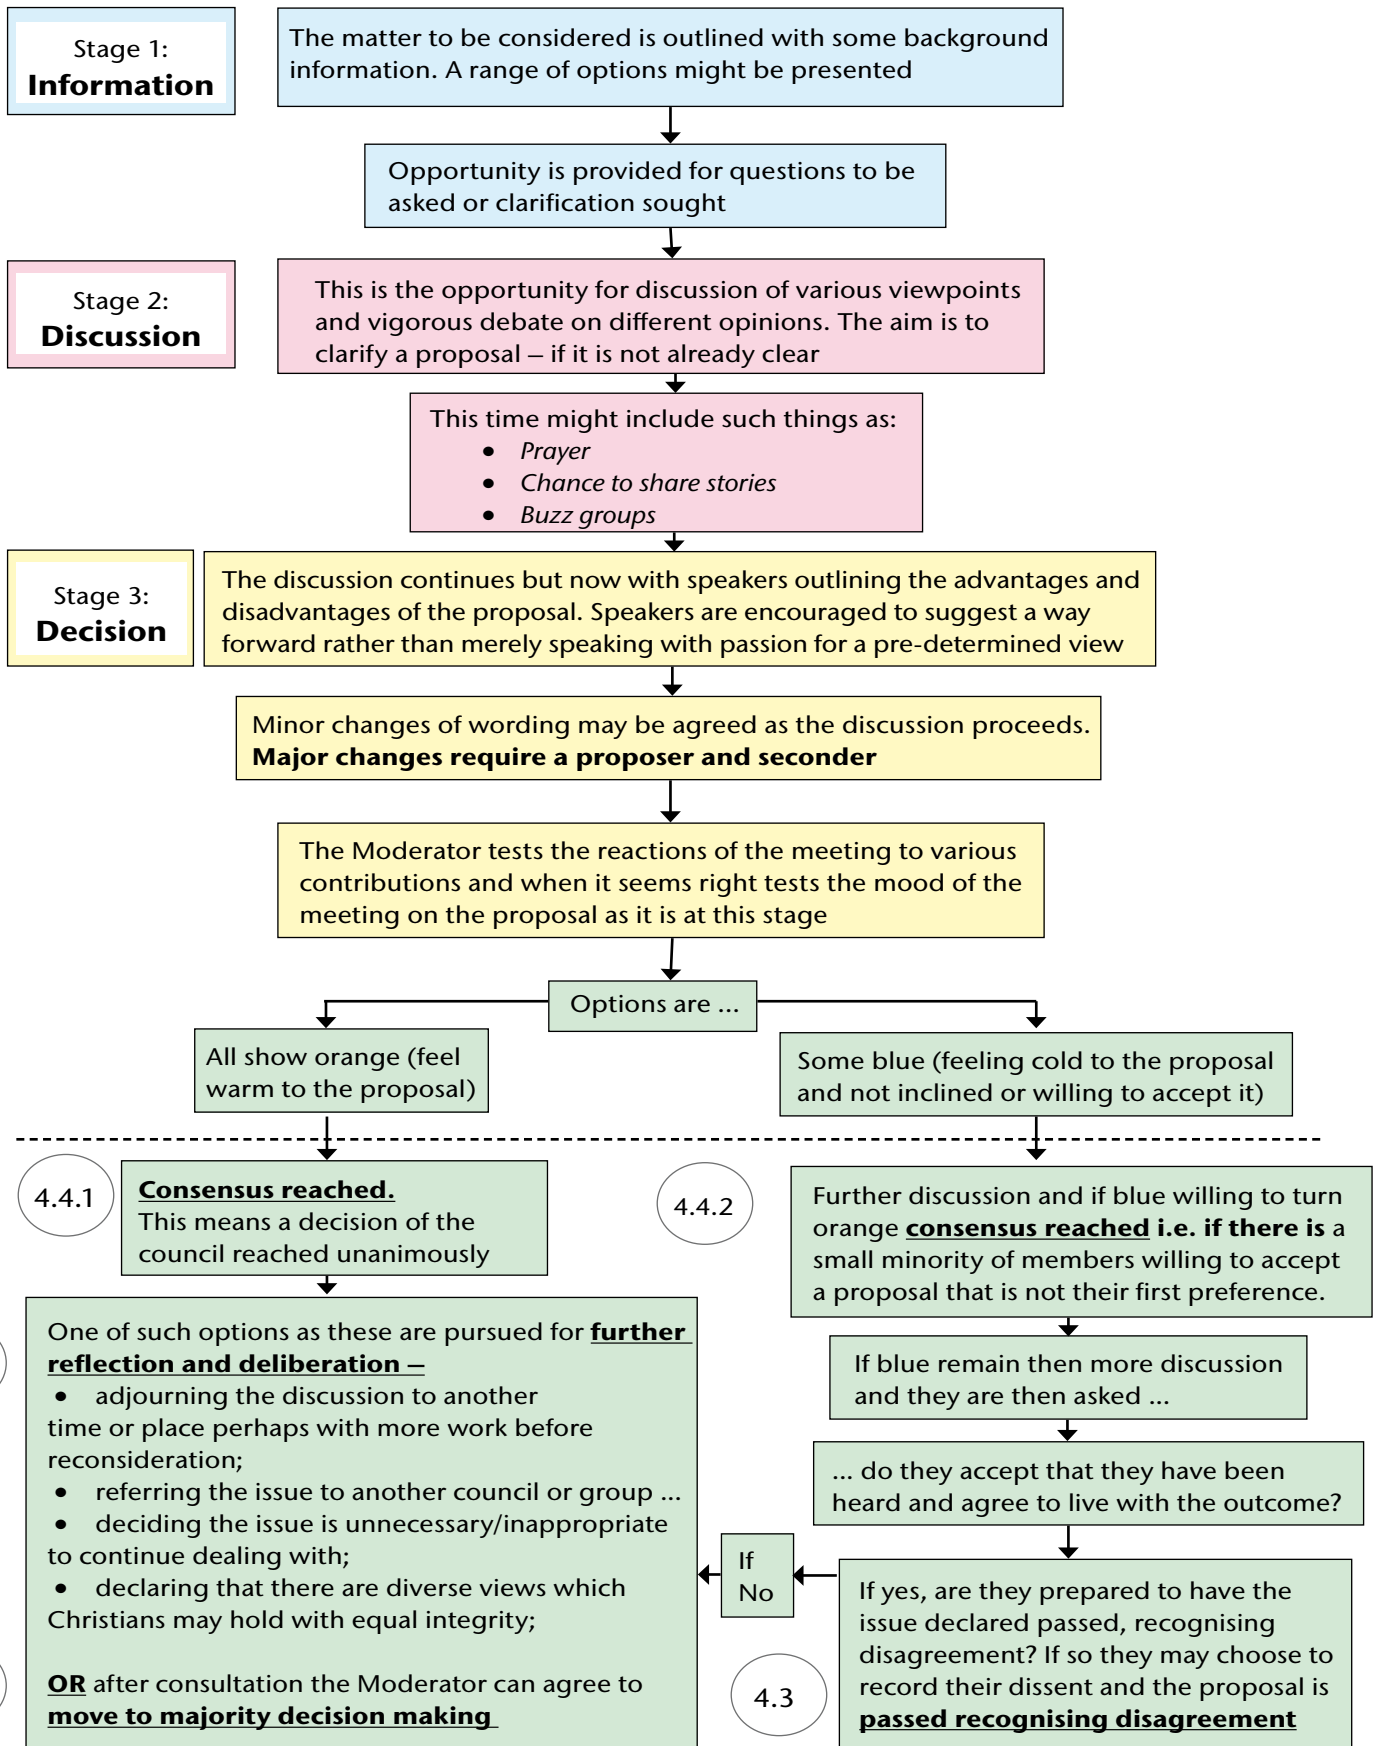 Stage 1:
Information
The matter to be considered is outlined with some background
information. A range of options might be presented
Opportunity is provided for questions to be
asked or clarification sought
Stage 2:
Discussion
This is the opportunity for discussion of various viewpoints
and vigorous debate on different opinions. The aim is to
clarify a proposal – if it is not already clear
This time might include such things as:
• Prayer
• Chance to share stories
• Buzz groups
Stage 3:
Decision
The discussion continues but now with speakers outlining the advantages and
disadvantages of the proposal. Speakers are encouraged to suggest a way
forward rather than merely speaking with passion for a pre-determined view
Minor changes of wording may be agreed as the discussion proceeds.
Major changes require a proposer and seconder
The Moderator tests the reactions of the meeting to various
contributions and when it seems right tests the mood of the
meeting on the proposal as it is at this stage
Options are ...
All show orange (feel
warm to the proposal)
Some blue (feeling cold to the proposal
and not inclined or willing to accept it)
4.4.1
Consensus reached.
This means a decision of the
council reached unanimously
4.4.2
Further discussion and if blue willing to turn
orange consensus reached i.e. if there is a
small minority of members willing to accept
a proposal that is not their first preference.
One of such options as these are pursued for further
reflection and deliberation –
• adjourning the discussion to another
time or place perhaps with more work before
reconsideration;
• referring the issue to another council or group ...
• deciding the issue is unnecessary/inappropriate
to continue dealing with;
• declaring that there are diverse views which
Christians may hold with equal integrity;
OR after consultation the Moderator can agree to
move to majority decision making
If blue remain then more discussion
and they are then asked ...
... do they accept that they have been
heard and agree to live with the outcome?
If
No
4.3
If yes, are they prepared to have the
issue declared passed, recognising
disagreement? If so they may choose to
record their dissent and the proposal is
passed recognising disagreement